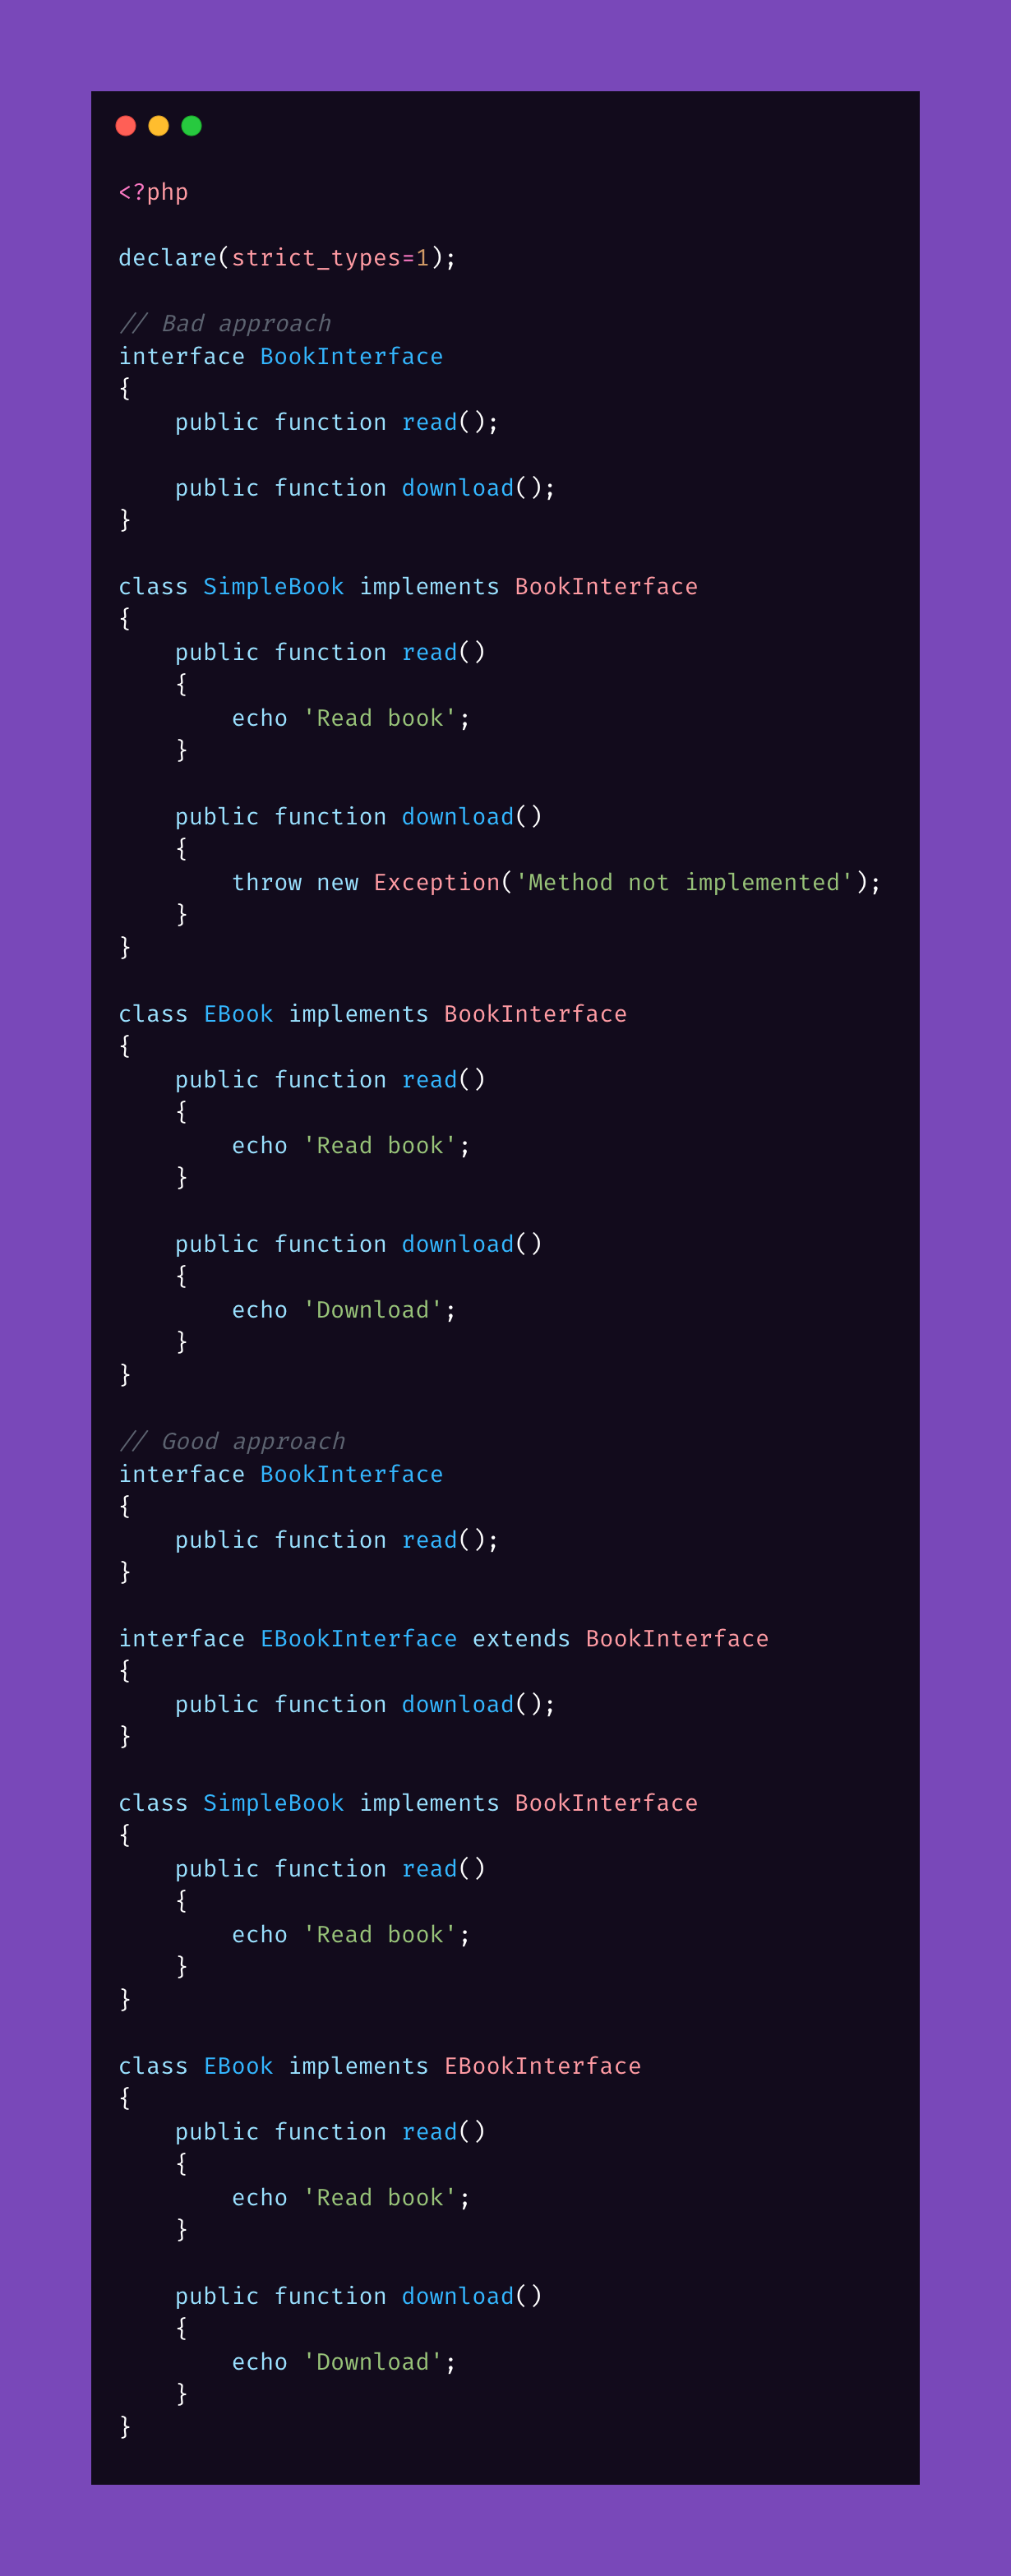 <?php
declare(strict_types=1);
// Bad approach
interface BookInterface
{
    public function read();
    public function download();
}
class SimpleBook implements BookInterface
{
    public function read()
    {
        echo 'Read book';
    }
    public function download()
    {
        throw new Exception('Method not implemented');
    }
}
class EBook implements BookInterface
{
    public function read()
    {
        echo 'Read book';
    }
    public function download()
    {
        echo 'Download';
    }
}
// Good approach
interface BookInterface
{
    public function read();
}
interface EBookInterface extends BookInterface
{
    public function download();
}
class SimpleBook implements BookInterface
{
    public function read()
    {
        echo 'Read book';
    }
}
class EBook implements EBookInterface
{
    public function read()
    {
        echo 'Read book';
    }
    public function download()
    {
        echo 'Download';
    }
}